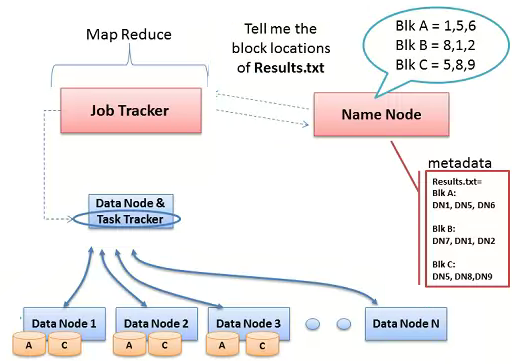 Map Reduce
Tell me the
block locations
of Results.txt
Blk A = 1,5,6
Blk B = 8,1,2
Blk C = 5,8,9
Job Tracker
Name Node
metadata
Results.txt=
Blk A:
DN1, DN5, DN6
Blk B:
DN7, DN1, DN2
Blk C:
DN5, DN8,DN9
Data Node &
Task Tracker
Data Node 1
Data Node 2
Data Node 3
Data Node N
A
C
A
C
A
C